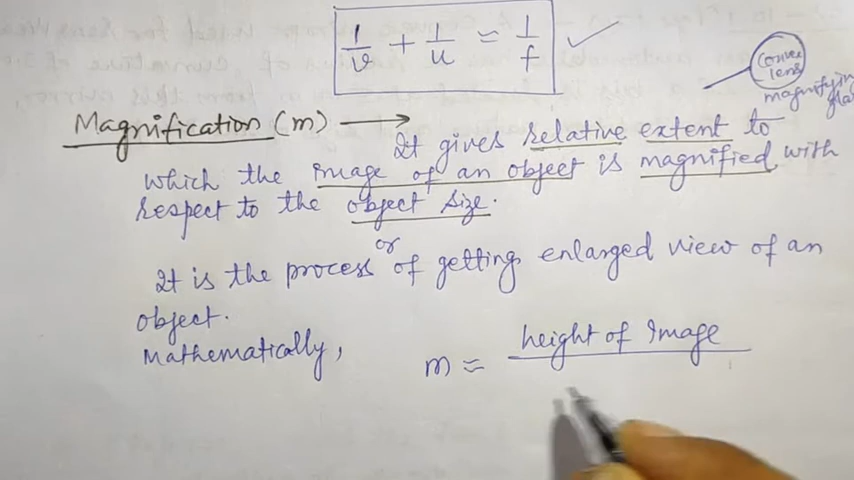 1/v + 1/u = 1/f
Convex
lens
magnifying
Magnification (m) →
It gives relative extent to
which the image of an object is magnified with
respect to the object size.
or
It is the process of getting enlarged view of an
object.
Mathematically,
m = height of Image